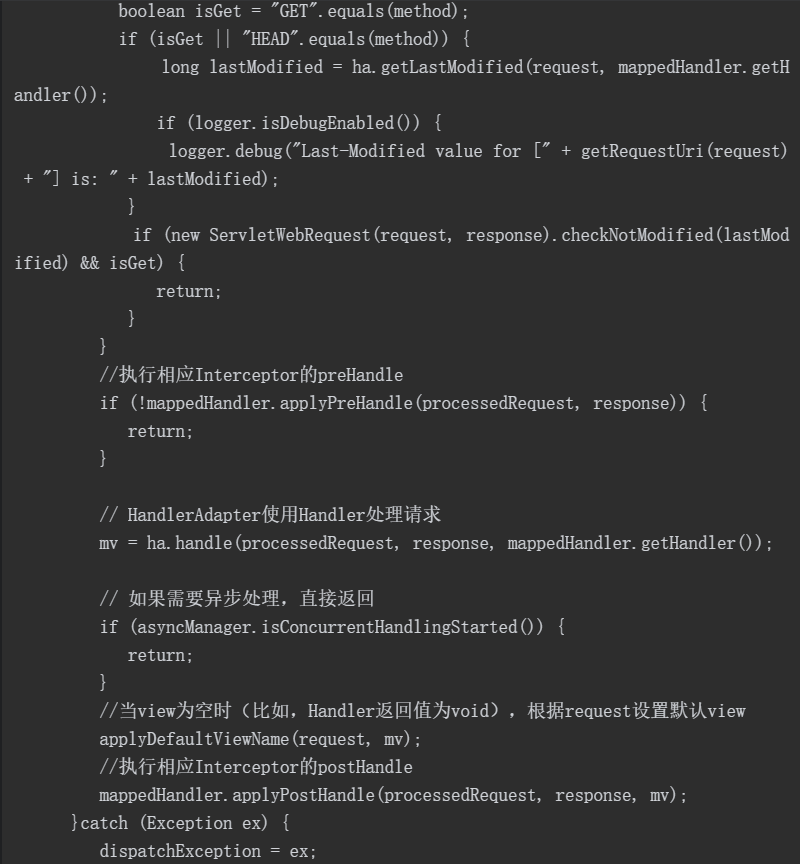 boolean isGet = "GET".equals(method);
if (isGet || "HEAD".equals(method)) {
long lastModified = ha.getLastModified(request, mappedHandler.getH
andler());
if (logger.isDebugEnabled()) {
logger.debug("Last-Modified value for [" + getRequestUri(request)
+ "] is: " + lastModified);
}
if (new ServletWebRequest(request, response).checkNotModified(lastMod
ified) && isGet) {
return;
}
}
//执行相应Interceptor的preHandle
if (!mappedHandler.applyPreHandle(processedRequest, response)) {
return;
}
// HandlerAdapter使用Handler处理请求
mv = ha.handle(processedRequest, response, mappedHandler.getHandler());
// 如果需要异步处理，直接返回
if (asyncManager.isConcurrentHandlingStarted()) {
return;
}
//当view为空时（比如，Handler返回值为void），根据request设置默认view
applyDefaultViewName(request, mv);
//执行相应Interceptor的postHandle
mappedHandler.applyPostHandle(processedRequest, response, mv);
}catch (Exception ex) {
dispatchException = ex;